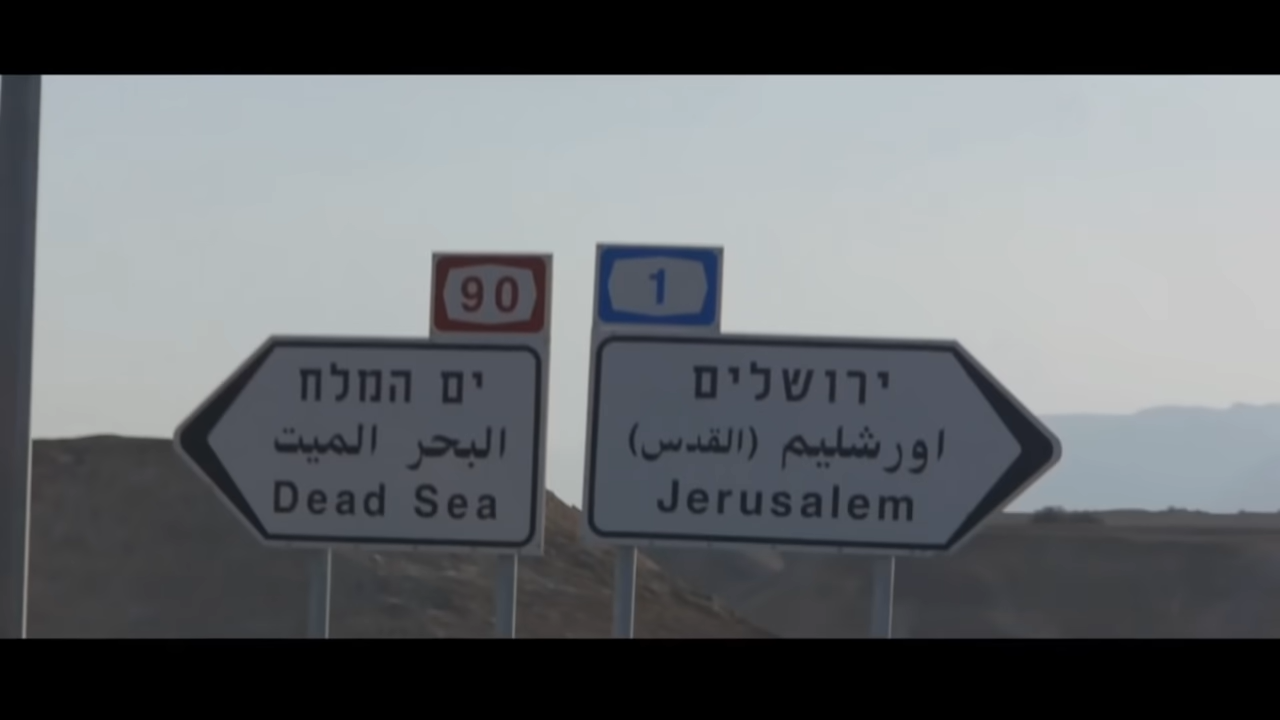 90
ים המלח
البحر الميت
Dead Sea
1
ירושלים
اورشليم (القدس)
Jerusalem